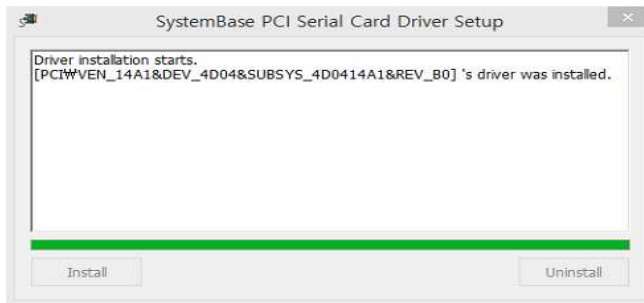 SystemBase PCI Serial Card Driver Setup
Driver installation starts.
[PCI₩VEN_14A1&DEV_4D04&SUBSYS_4D0414A1&REV_B0] 's driver was installed.
Install
Uninstall